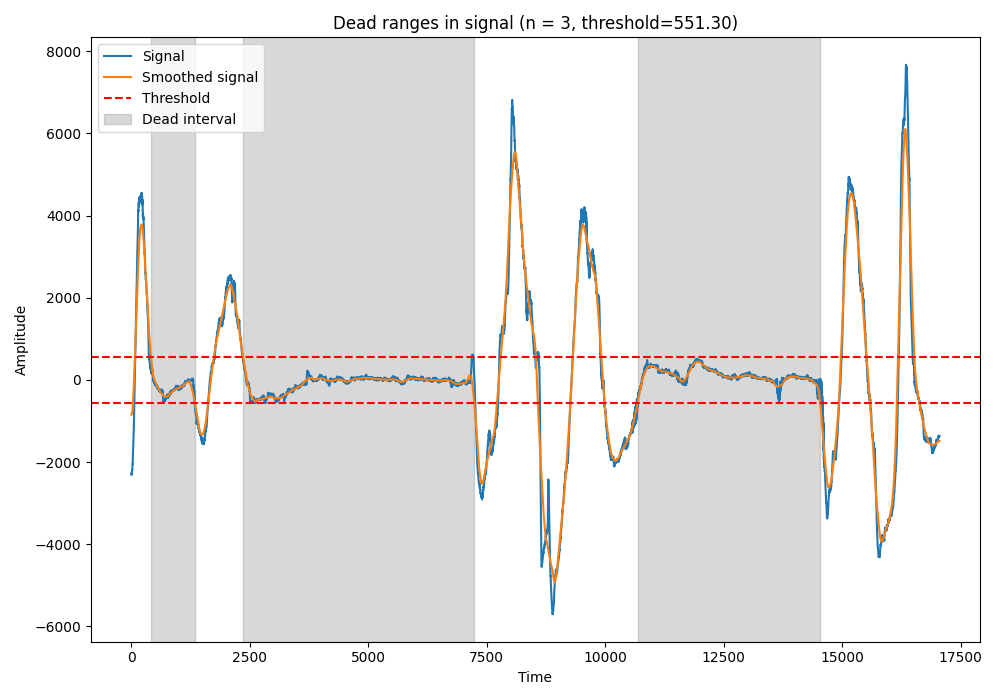 Dead ranges in signal (n = 3, threshold=551.30)
Signal
Smoothed signal
Threshold
Dead interval
8000
6000
4000
2000
0
−2000
−4000
−6000
Amplitude
0
2500
5000
7500
10000
12500
15000
17500
Time